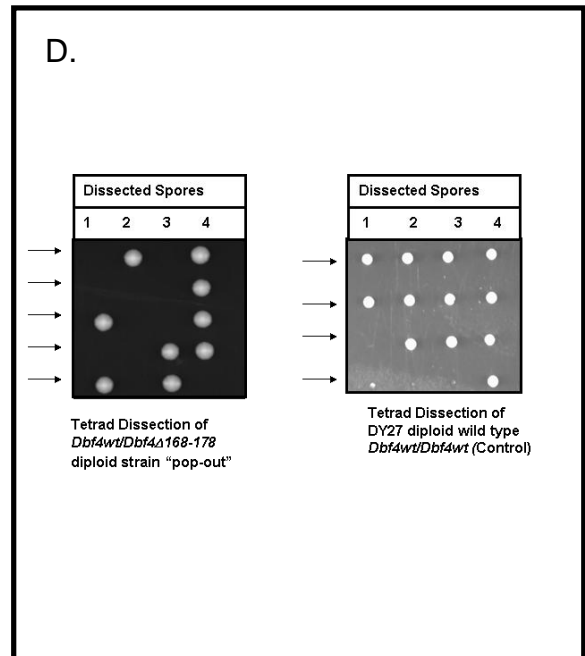 D.
Dissected Spores
1 2 3 4
Tetrad Dissection of
Dbf4wt/Dbf4Δ168-178
diploid strain “pop-out”
Dissected Spores
1 2 3 4
Tetrad Dissection of
DY27 diploid wild type
Dbf4wt/Dbf4wt (Control)